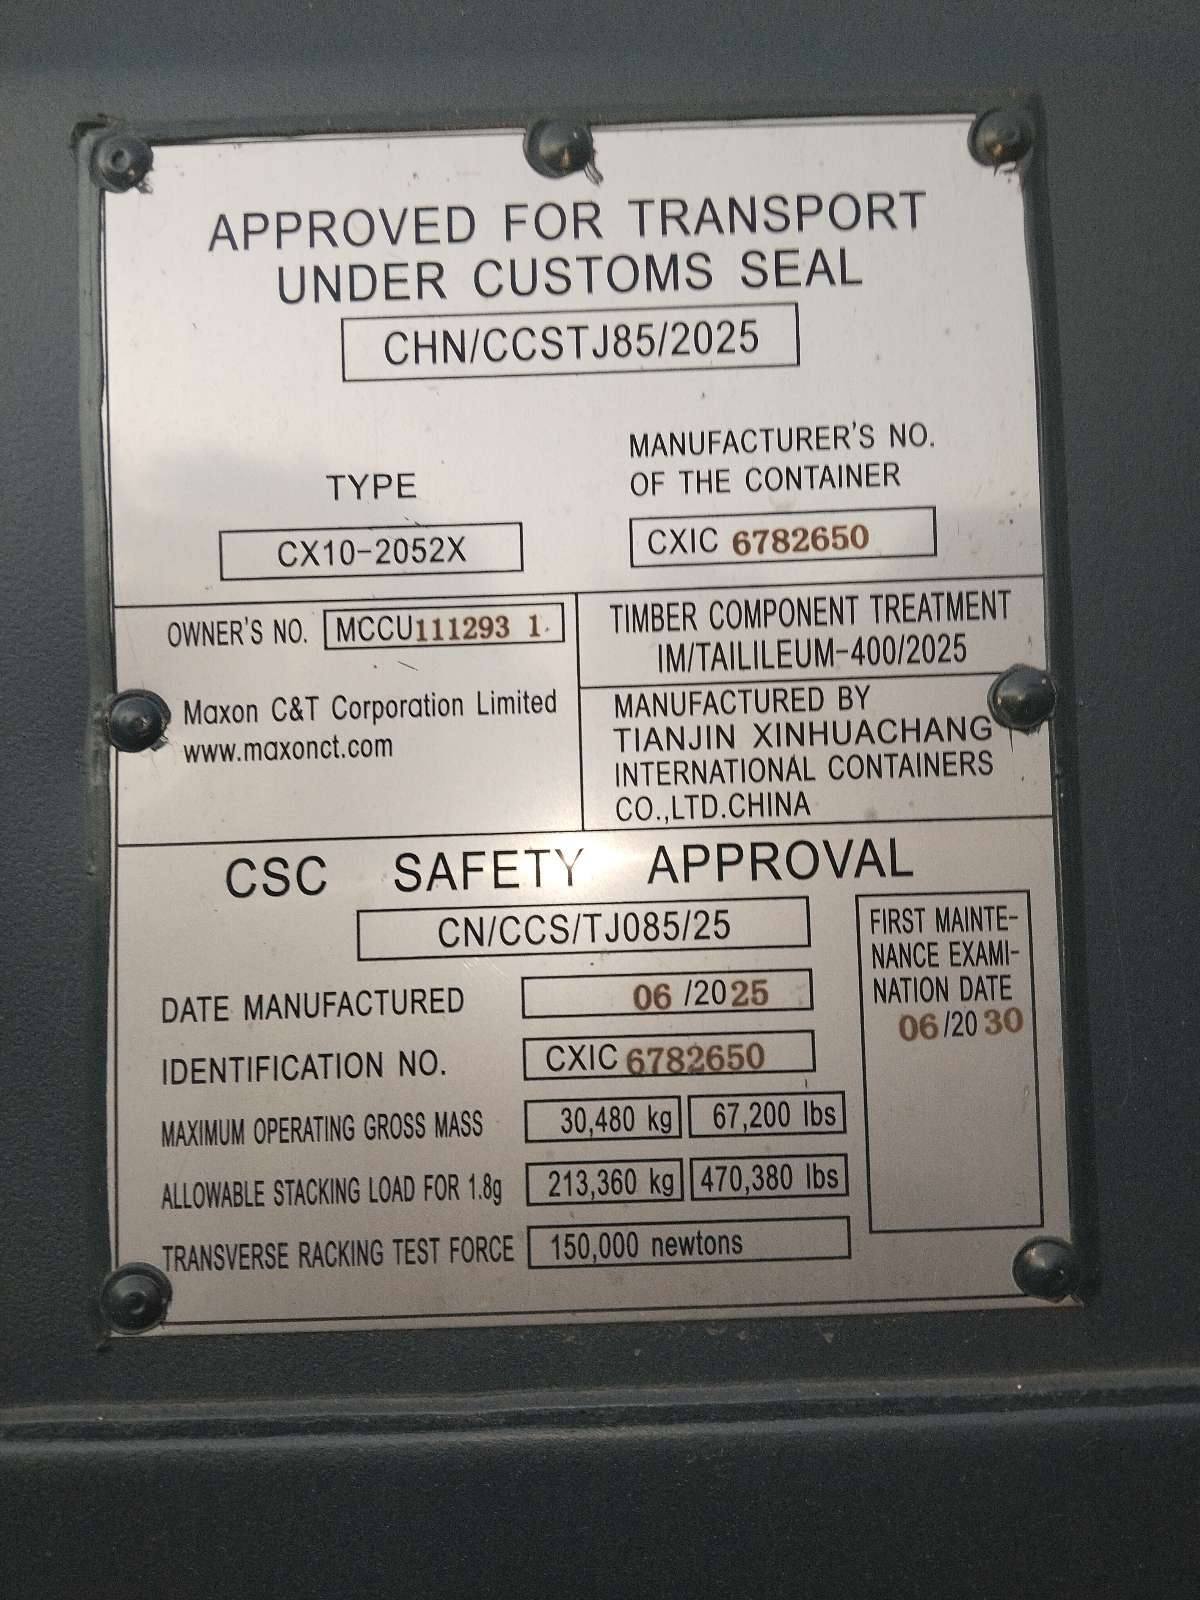 APPROVED FOR TRANSPORT
UNDER CUSTOMS SEAL
CHN/CCSTJ85/2025
TYPE
CX10-2052X
MANUFACTURER'S NO.
OF THE CONTAINER
CXIC 6782650
OWNER'S NO. MCCU111293 1
Maxon C&T Corporation Limited
www.maxonct.com
TIMBER COMPONENT TREATMENT
IM/TAILILEUM-400/2025
MANUFACTURED BY
TIANJIN XINHUACHANG
INTERNATIONAL CONTAINERS
CO.,LTD.CHINA
CSC SAFETY APPROVAL
CN/CCS/TJ085/25
DATE MANUFACTURED 06 /2025
IDENTIFICATION NO. CXIC 6782650
MAXIMUM OPERATING GROSS MASS 30,480 kg 67,200 lbs
ALLOWABLE STACKING LOAD FOR 1.8g 213,360 kg 470,380 lbs
TRANSVERSE RACKING TEST FORCE 150,000 newtons
FIRST MAINTE-
NANCE EXAMI-
NATION DATE
06/20 30